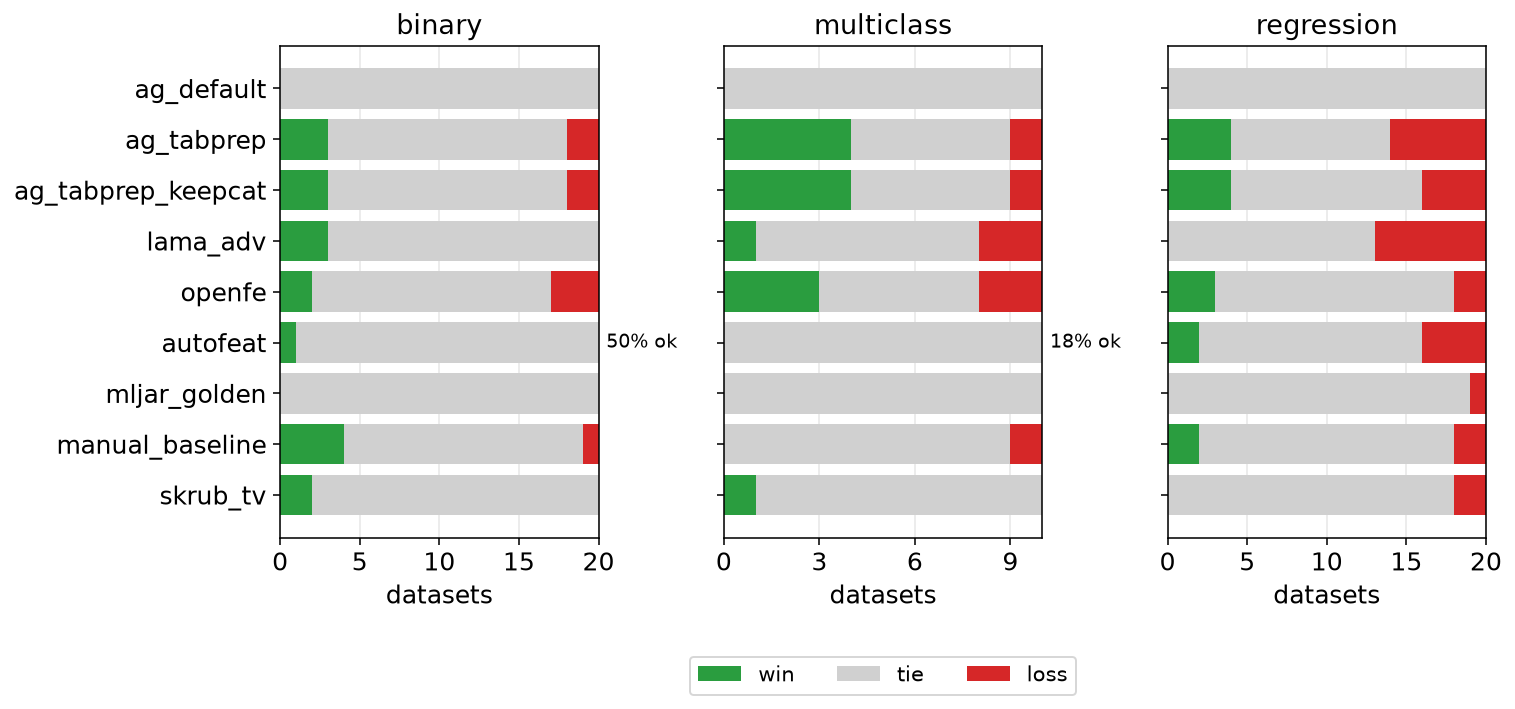 binary
multiclass
regression
ag_default
ag_tabprep
ag_tabprep_keepcat
lama_adv
openfe
autofeat
50% ok
18% ok
mljar_golden
manual_baseline
skrub_tv
0 5 10 15 20
0 3 6 9
0 5 10 15 20
datasets
datasets
datasets
win tie loss